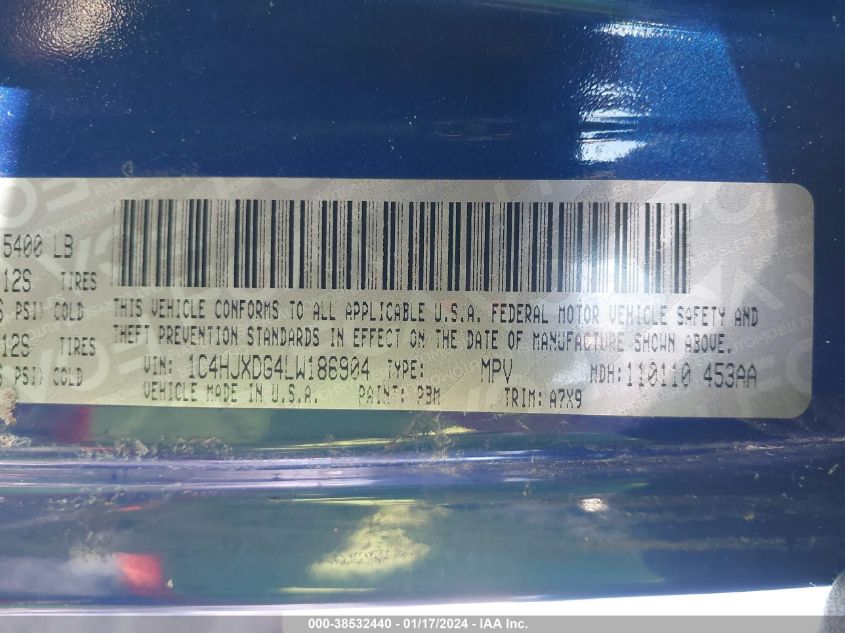 5400 LB
12S TIRES
PSI) COLD
12S TIRES
PSI) COLD
THIS VEHICLE CONFORMS TO ALL APPLICABLE U.S.A. FEDERAL MOTOR VEHICLE SAFETY AND
THEFT PREVENTION STANDARDS IN EFFECT ON THE DATE OF MANUFACTURE SHOWN ABOVE.
VIN: 1C4HJXDG4LW186904 TYPE: MPV MDH: 110110 453AA
MADE IN U.S.A. PAINT: P3M TRIM: A7X9
000-38532440 - 01/17/2024 - IAA Inc.